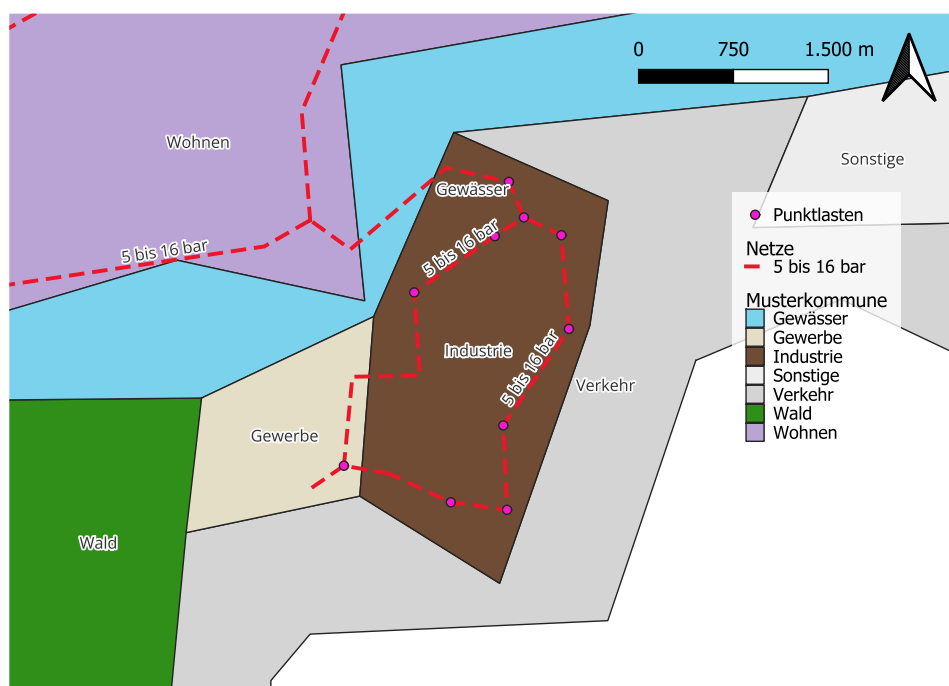 0 750 1.500 m
Wohnen
Sonstige
Gewässer
5 bis 16 bar
5 bis 16 bar
Industrie
5 bis 16 bar
Verkehr
Gewerbe
Wald
Punktlasten
Netze
5 bis 16 bar
Musterkommune
Gewässer
Gewerbe
Industrie
Sonstige
Verkehr
Wald
Wohnen